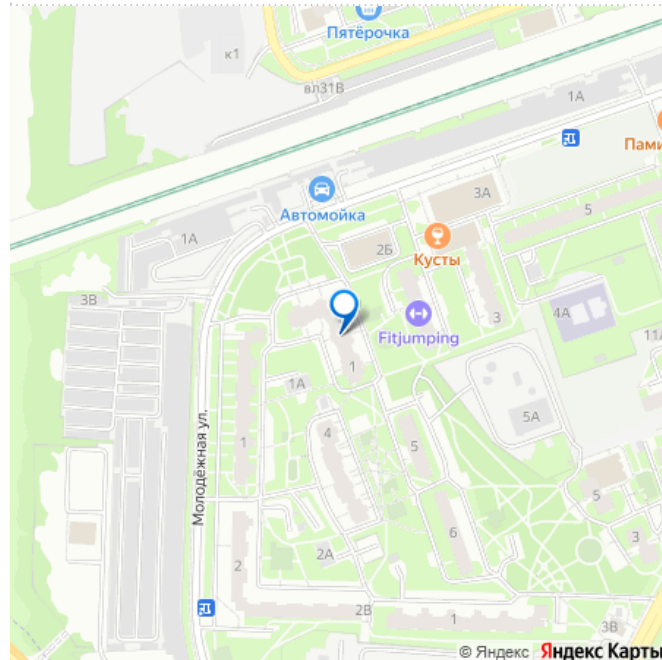 Пятёрочка
к1
вл31В
1А
Пами
3А
Автомойка
5
1А
2Б
Кусты
3В
4А
Fitjumping
3
11А
1
1А
5А
Молодёжная ул.
1
4
5
5
6
3
2А
2
2В
1
3В
© Яндекс Яндекс Карты